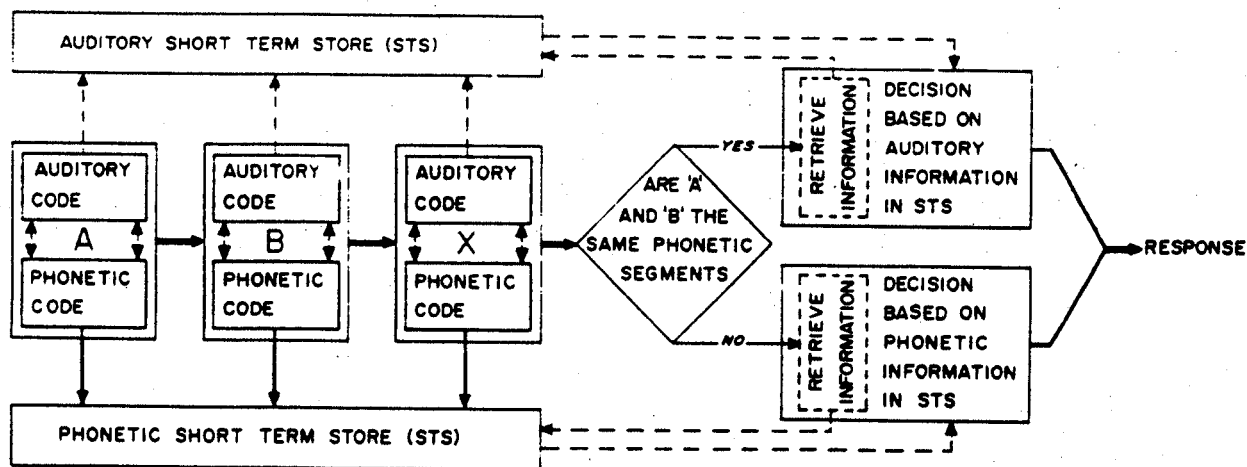 AUDITORY SHORT TERM STORE (STS)
AUDITORY
CODE
A
PHONETIC
CODE
AUDITORY
CODE
B
PHONETIC
CODE
AUDITORY
CODE
X
PHONETIC
CODE
ARE 'A'
AND 'B' THE
SAME PHONETIC
SEGMENTS
YES
NO
RETRIEVE
INFORMATION
DECISION
BASED ON
AUDITORY
INFORMATION
IN STS
RETRIEVE
INFORMATION
DECISION
BASED ON
PHONETIC
INFORMATION
IN STS
RESPONSE
PHONETIC SHORT TERM STORE (STS)